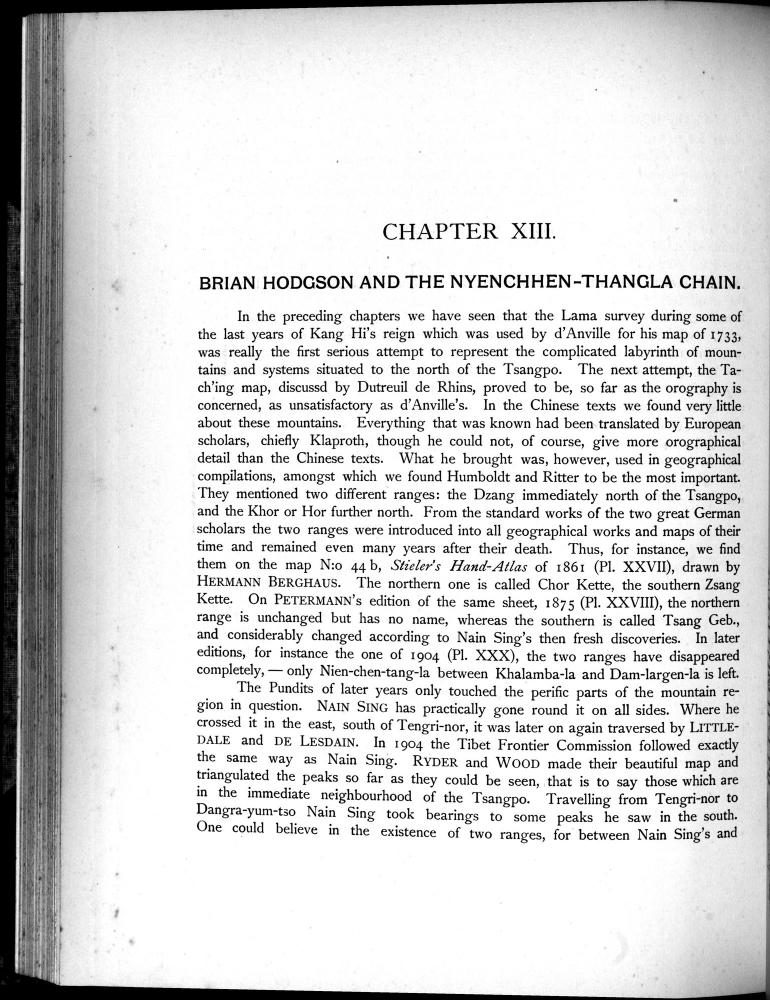 CHAPTER XIII.
BRIAN HODGSON AND THE NYENCHHEN-THANGLA CHAIN.
In the preceding chapters we have seen that the Lama survey during some of
the last years of Kang Hi's reign which was used by d'Anville for his map of 1733,
was really the first serious attempt to represent the complicated labyrinth of moun-
tains and systems situated to the north of the Tsangpo. The next attempt, the Ta-
ch'ing map, discussd by Dutreuil de Rhins, proved to be, so far as the orography is
concerned, as unsatisfactory as d'Anville's. In the Chinese texts we found very little
about these mountains. Everything that was known had been translated by European
scholars, chiefly Klaproth, though he could not, of course, give more orographical
detail than the Chinese texts. What he brought was, however, used in geographical
compilations, amongst which we found Humboldt and Ritter to be the most important.
They mentioned two different ranges: the Dzang immediately north of the Tsangpo,
and the Khor or Hor further north. From the standard works of the two great German
scholars the two ranges were introduced into all geographical works and maps of their
time and remained even many years after their death. Thus, for instance, we find
them on the map N:o 44 b, Stieler's Hand-Atlas of 1861 (Pl. XXVII), drawn by
HERMANN BERGHAUS. The northern one is called Chor Kette, the southern Zsang
Kette. On PETERMANN's edition of the same sheet, 1875 (Pl. XXVIII), the northern
range is unchanged but has no name, whereas the southern is called Tsang Geb.,
and considerably changed according to Nain Sing's then fresh discoveries. In later
editions, for instance the one of 1904 (Pl. XXX), the two ranges have disappeared
completely, — only Nien-chen-tang-la between Khalamba-la and Dam-largen-la is left.
The Pundits of later years only touched the perific parts of the mountain re-
gion in question. NAIN SING has practically gone round it on all sides. Where he
crossed it in the east, south of Tengri-nor, it was later on again traversed by LITTLE-
DALE and DE LESDAIN. In 1904 the Tibet Frontier Commission followed exactly
the same way as Nain Sing. RYDER and WOOD made their beautiful map and
triangulated the peaks so far as they could be seen, that is to say those which are
in the immediate neighbourhood of the Tsangpo. Travelling from Tengri-nor to
Dangra-yum-tso Nain Sing took bearings to some peaks he saw in the south.
One could believe in the existence of two ranges, for between Nain Sing's and